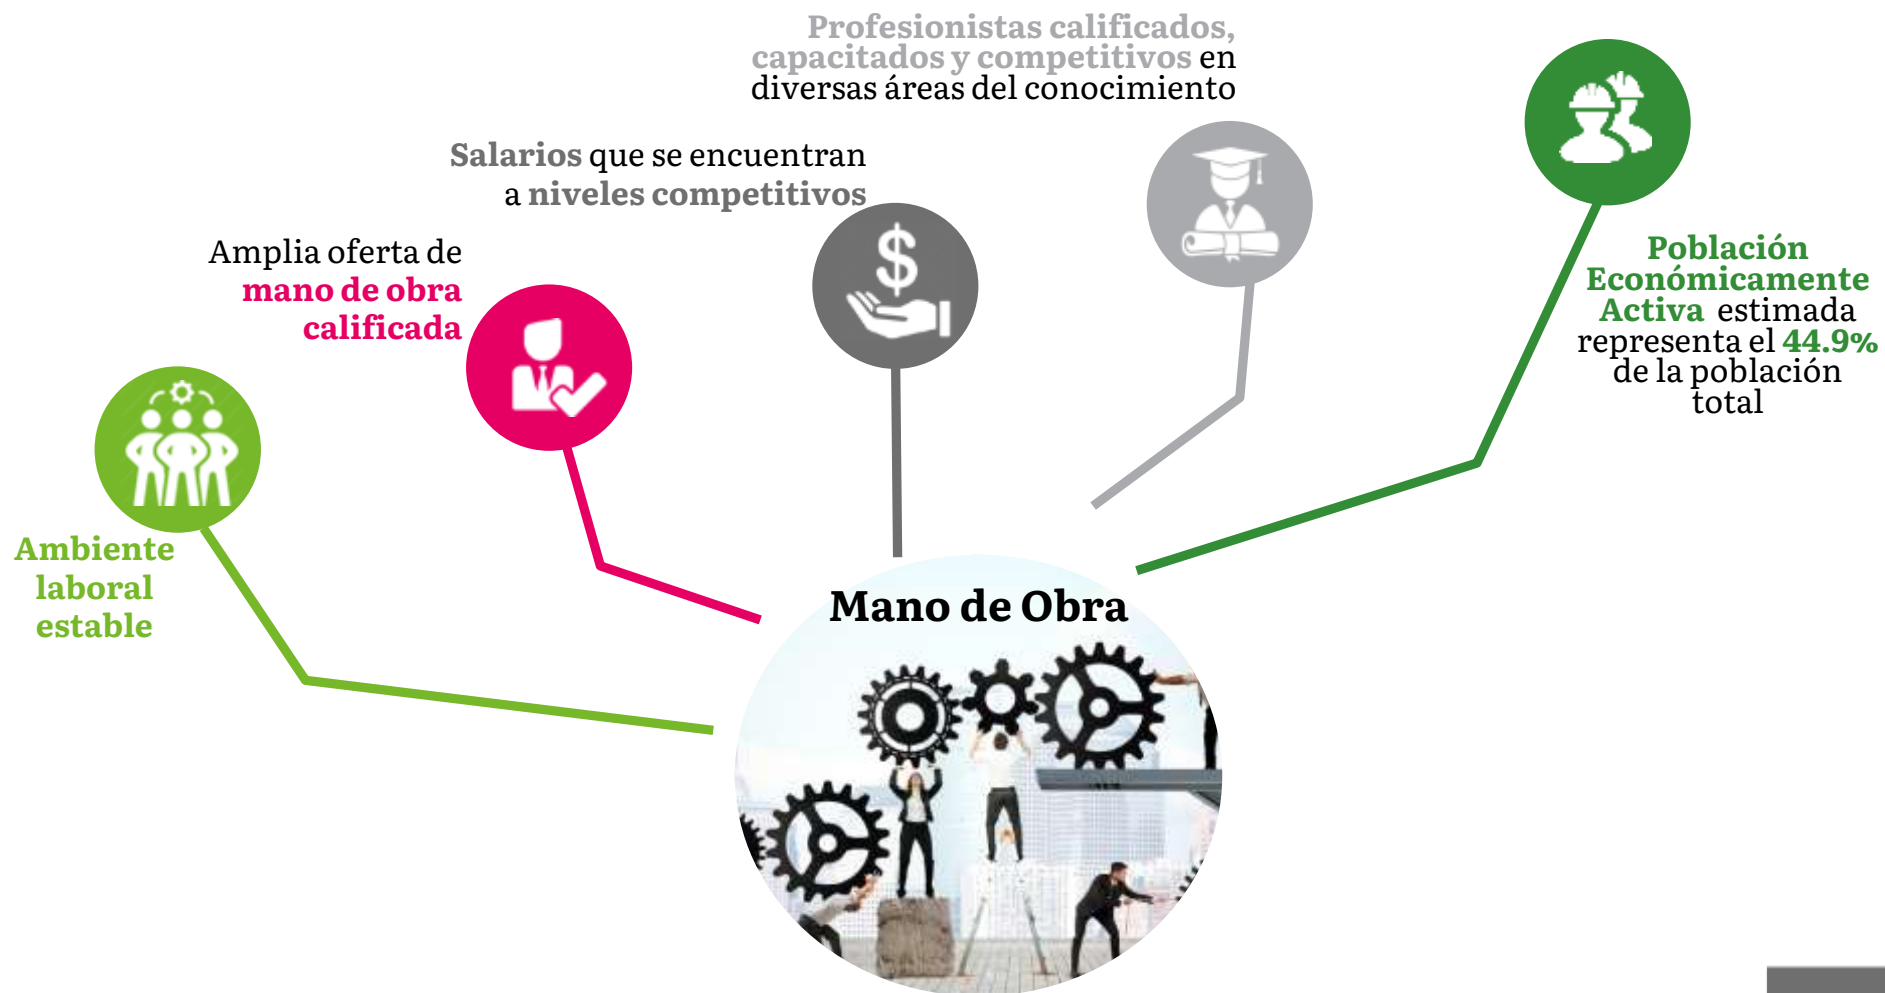 Profesionistas calificados,
capacitados y competitivos en
diversas áreas del conocimiento
Salarios que se encuentran
a niveles competitivos
Amplia oferta de
mano de obra
calificada
Ambiente
laboral
estable
Población
Económicamente
Activa estimada
representa el 44.9%
de la población
total
Mano de Obra